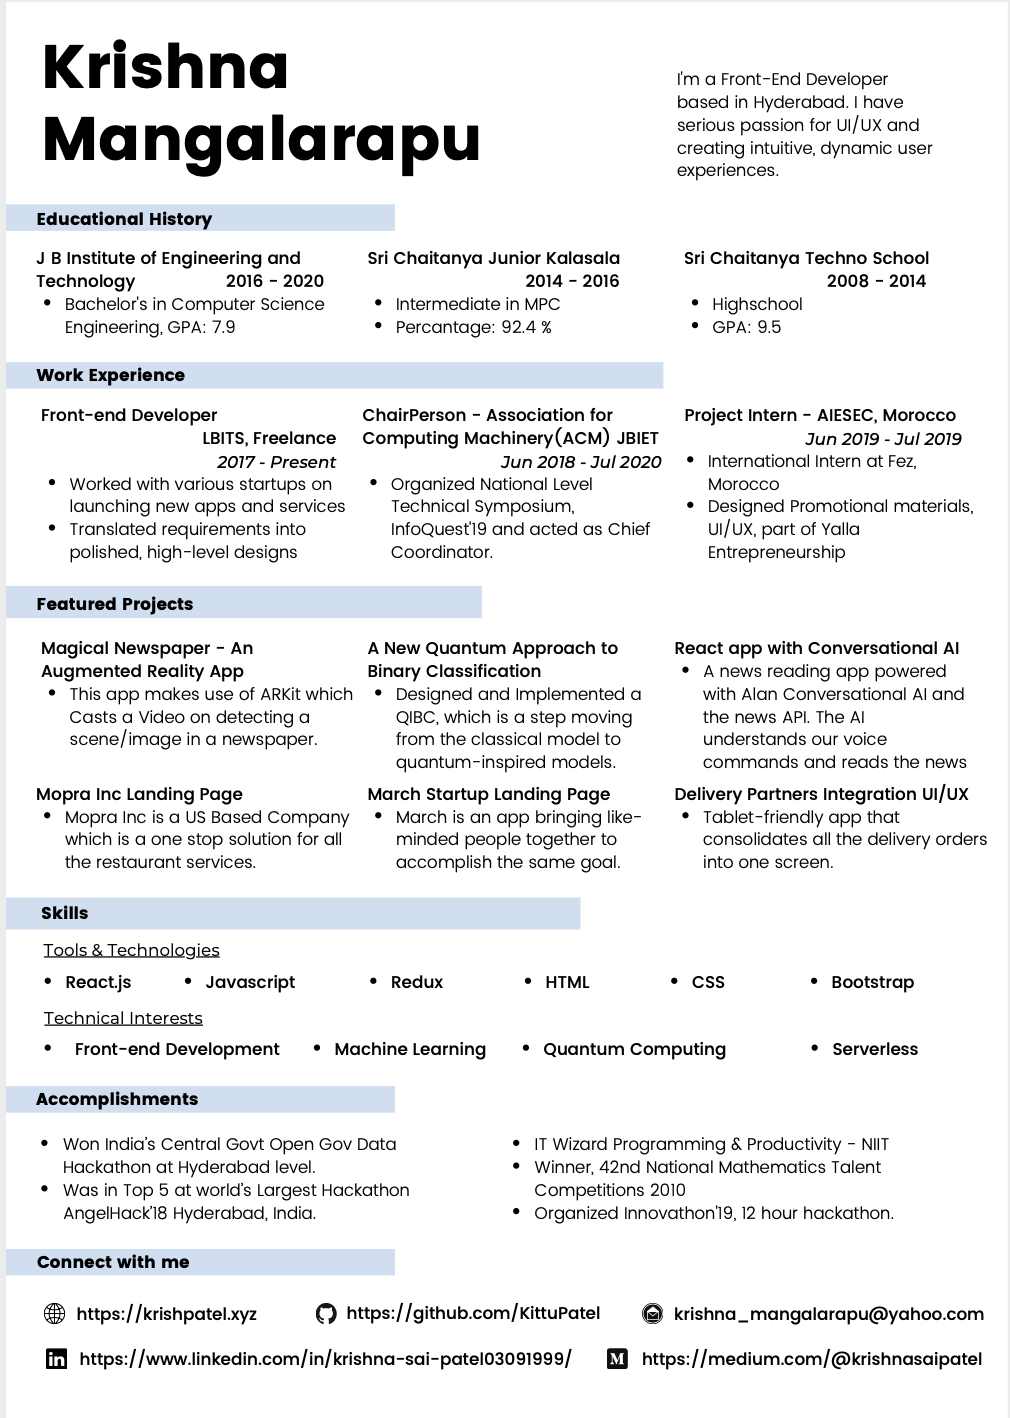 Krishna
Mangalarapu
I'm a Front-End Developer
based in Hyderabad. I have
serious passion for UI/UX and
creating intuitive, dynamic user
experiences.
Educational History
J B Institute of Engineering and
Technology 2016 - 2020
• Bachelor's in Computer Science
Engineering, GPA: 7.9
Sri Chaitanya Junior Kalasala
2014 - 2016
• Intermediate in MPC
• Percantage: 92.4 %
Sri Chaitanya Techno School
2008 - 2014
• Highschool
• GPA: 9.5
Work Experience
Front-end Developer
LBITS, Freelance
2017 - Present
• Worked with various startups on
launching new apps and services
• Translated requirements into
polished, high-level designs
ChairPerson - Association for
Computing Machinery(ACM) JBIET
Jun 2018 - Jul 2020
• Organized National Level
Technical Symposium,
InfoQuest'19 and acted as Chief
Coordinator.
Project Intern - AIESEC, Morocco
Jun 2019 - Jul 2019
• International Intern at Fez,
Morocco
• Designed Promotional materials,
UI/UX, part of Yalla
Entrepreneurship
Featured Projects
Magical Newspaper - An
Augmented Reality App
• This app makes use of ARKit which
Casts a Video on detecting a
scene/image in a newspaper.
A New Quantum Approach to
Binary Classification
• Designed and Implemented a
QIBC, which is a step moving
from the classical model to
quantum-inspired models.
React app with Conversational AI
• A news reading app powered
with Alan Conversational AI and
the news API. The AI
understands our voice
commands and reads the news
Mopra Inc Landing Page
• Mopra Inc is a US Based Company
which is a one stop solution for all
the restaurant services.
March Startup Landing Page
• March is an app bringing like-
minded people together to
accomplish the same goal.
Delivery Partners Integration UI/UX
• Tablet-friendly app that
consolidates all the delivery orders
into one screen.
Skills
Tools & Technologies
• React.js • Javascript • Redux • HTML • CSS • Bootstrap
Technical Interests
• Front-end Development • Machine Learning • Quantum Computing • Serverless
Accomplishments
• Won India's Central Govt Open Gov Data
Hackathon at Hyderabad level.
• Was in Top 5 at world's Largest Hackathon
AngelHack'18 Hyderabad, India.
• IT Wizard Programming & Productivity - NIIT
• Winner, 42nd National Mathematics Talent
Competitions 2010
• Organized Innovathon'19, 12 hour hackathon.
Connect with me
https://krishpatel.xyz https://github.com/KittuPatel krishna_mangalarapu@yahoo.com
in https://www.linkedin.com/in/krishna-sai-patel03091999/ M https://medium.com/@krishnasaipatel